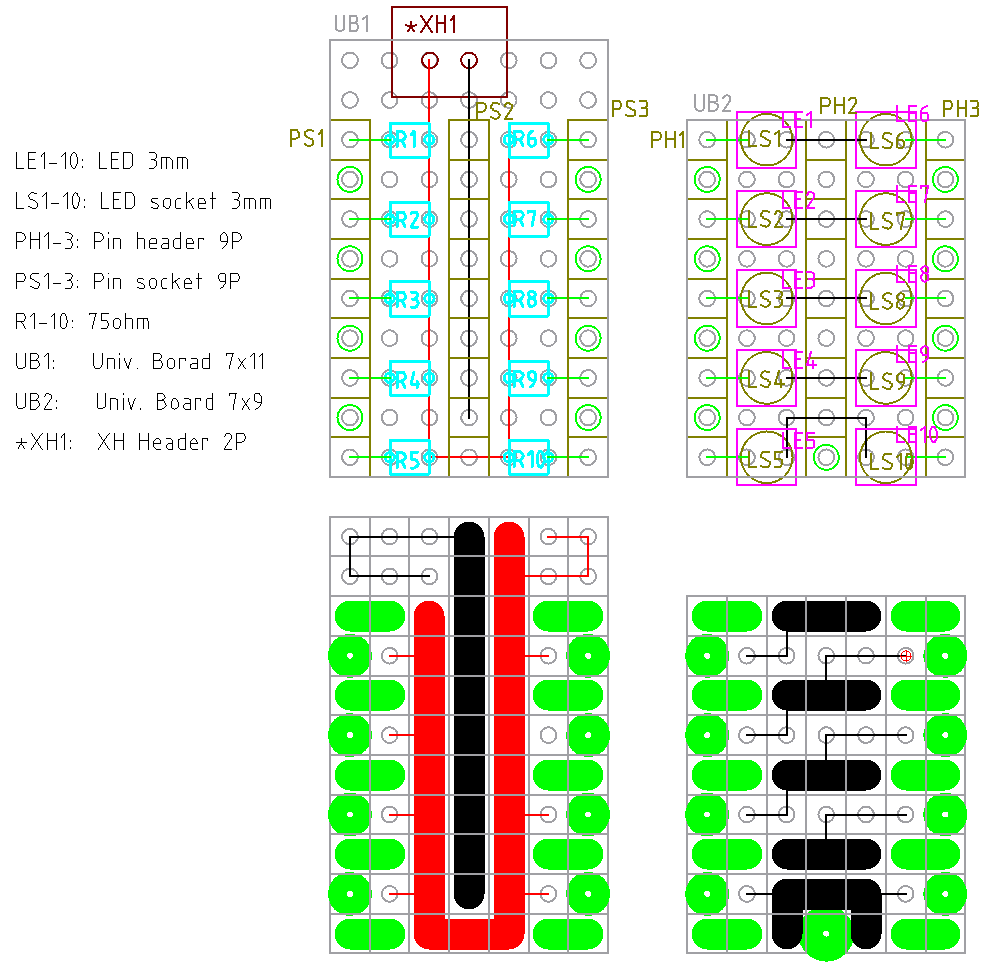 UB1
*XH1
PS2
PS3
PS1
R1
R6
R2
R7
R3
R8
R4
R9
R5
R10
LE1-10: LED 3mm
LS1-10: LED socket 3mm
PH1-3: Pin header 9P
PS1-3: Pin socket 9P
R1-10: 75ohm
UB1: Univ. Borad 7x11
UB2: Univ. Board 7x9
*XH1: XH Header 2P
UB2
PH2
PH3
PH1
LE1
LE6
LS1
LS6
LE2
LE7
LS2
LS7
LE3
LE8
LS3
LS8
LE4
LE9
LS4
LS9
LE5
LE10
LS5
LS10